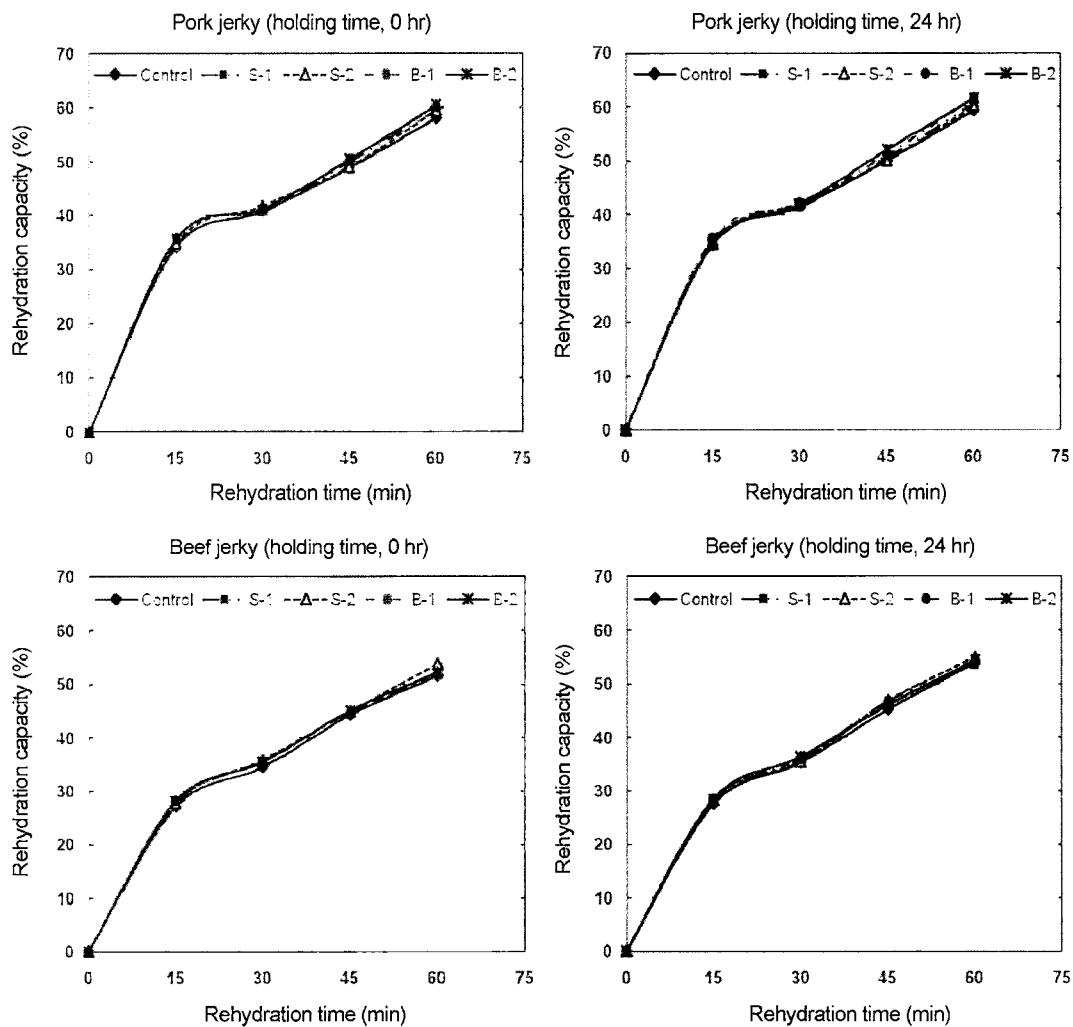 Pork jerky (holding time, 0 hr)
70
Control S-1 S-2 B-1 B-2
60
50
40
30
20
10
0
Rehydration capacity (%)
0 15 30 45 60 75
Rehydration time (min)
Pork jerky (holding time, 24 hr)
70
Control S-1 S-2 B-1 B-2
60
50
40
30
20
10
0
Rehydration capacity (%)
0 15 30 45 60 75
Rehydration time (min)
Beef jerky (holding time, 0 hr)
70
Control S-1 S-2 B-1 B-2
60
50
40
30
20
10
0
Rehydration capacity (%)
0 15 30 45 60 75
Rehydration time (min)
Beef jerky (holding time, 24 hr)
70
Control S-1 S-2 B-1 B-2
60
50
40
30
20
10
0
Rehydration capacity (%)
0 15 30 45 60 75
Rehydration time (min)